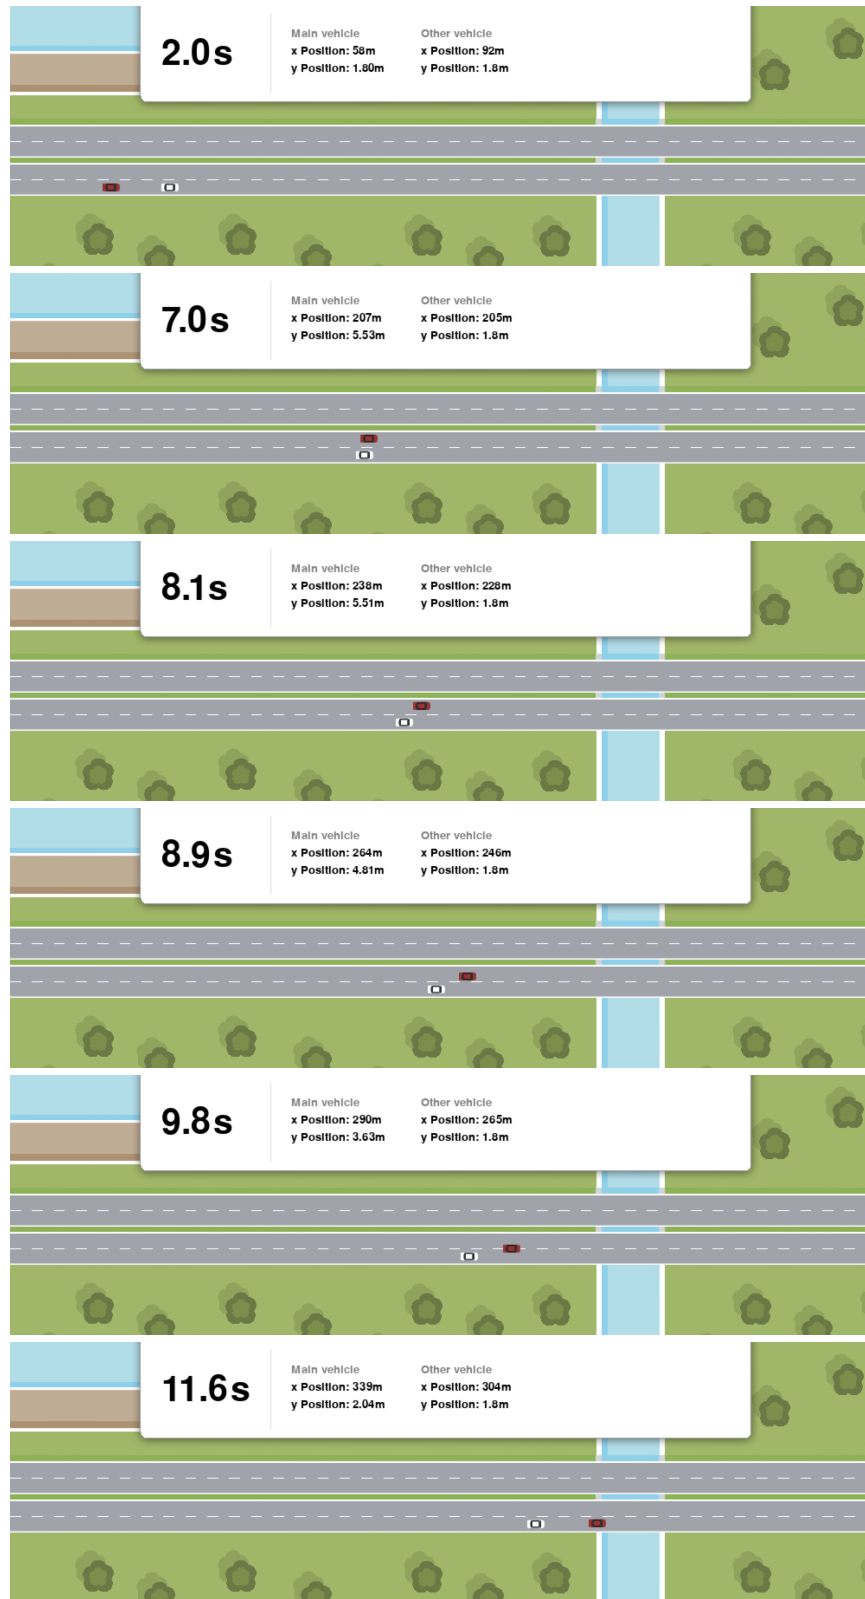 2.0s
Main vehicle Other vehicle
x Position: 58m x Position: 92m
y Position: 1.80m y Position: 1.8m
7.0s
Main vehicle Other vehicle
x Position: 207m x Position: 205m
y Position: 5.53m y Position: 1.8m
8.1s
Main vehicle Other vehicle
x Position: 238m x Position: 228m
y Position: 5.51m y Position: 1.8m
8.9s
Main vehicle Other vehicle
x Position: 264m x Position: 246m
y Position: 4.81m y Position: 1.8m
9.8s
Main vehicle Other vehicle
x Position: 290m x Position: 265m
y Position: 3.63m y Position: 1.8m
11.6s
Main vehicle Other vehicle
x Position: 339m x Position: 304m
y Position: 2.04m y Position: 1.8m